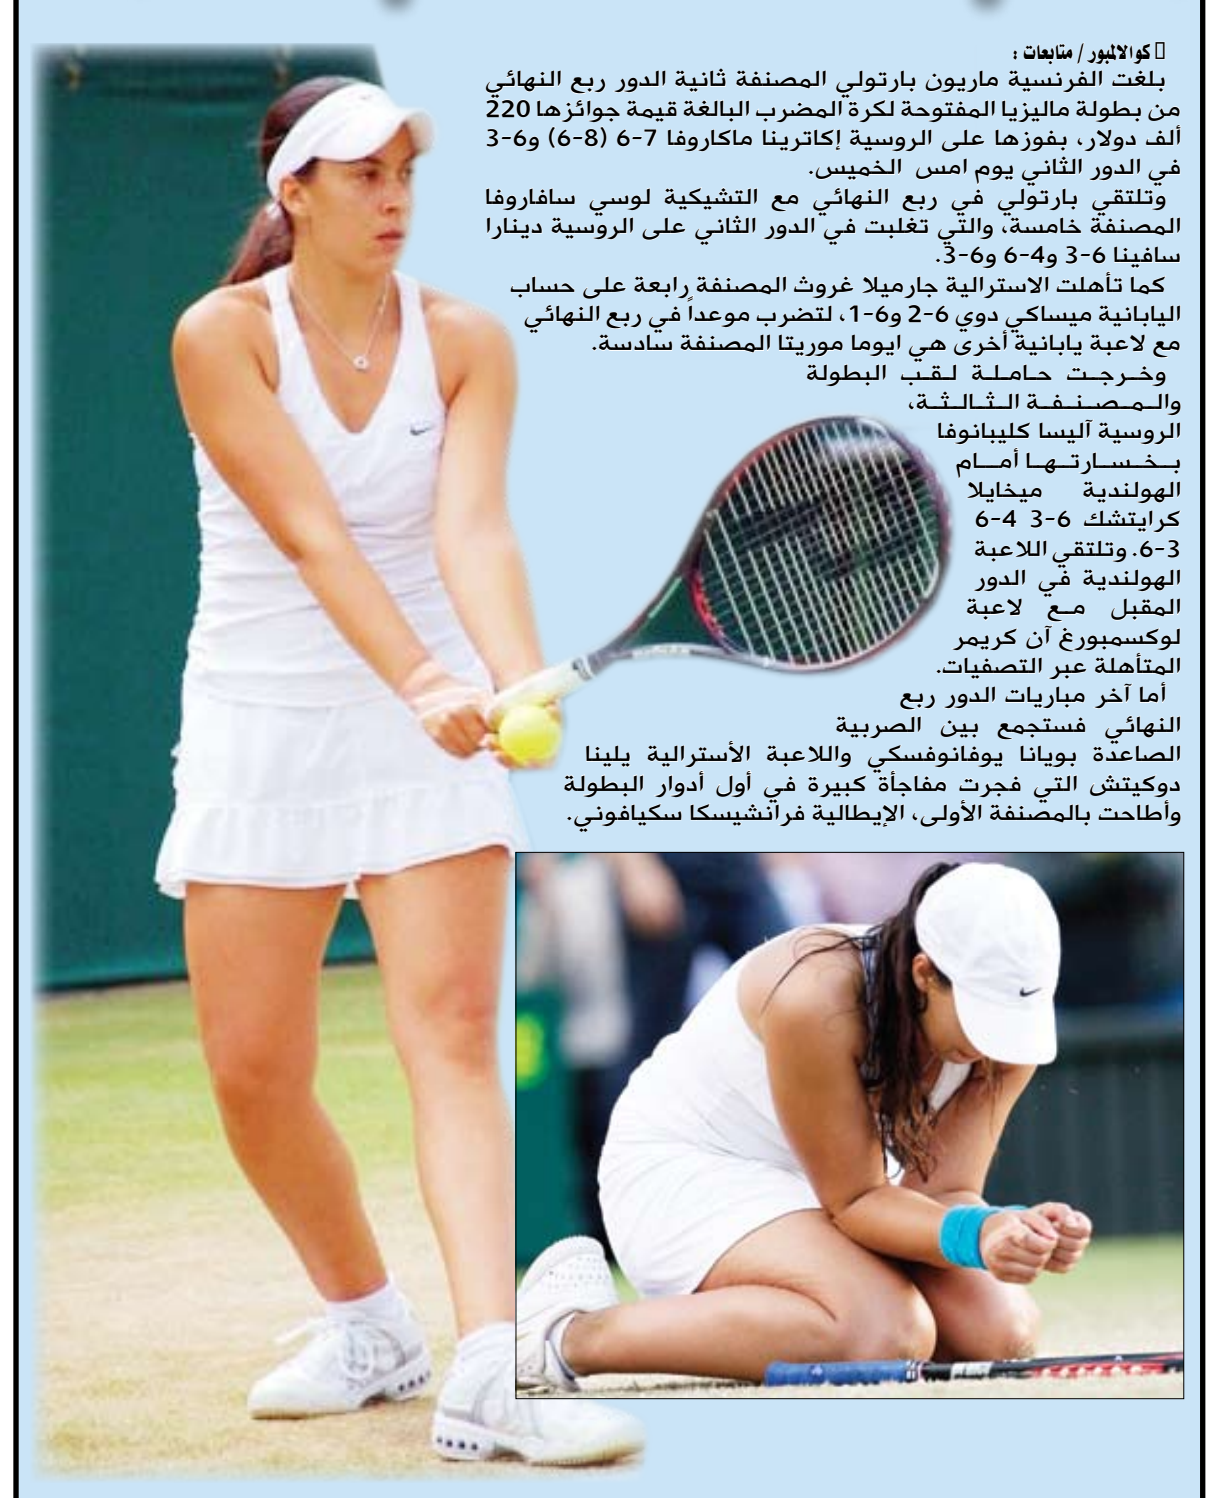 كوالالمبور / متابعات :
بلغت الفرنسية ماريون بارتولي المصنفة ثانية الدور ربع النهائي
من بطولة ماليزيا المفتوحة لكرة المضرب البالغة قيمة جوائزها 220
ألف دولار، بفوزها على الروسية إكاترينا ماكاروفا 7-6 (8-6) و6-3
في الدور الثاني يوم امس الخميس.
وتلتقي بارتولي في ربع النهائي مع التشيكية لوسي سافاروفا
المصنفة خامسة، والتي تغلبت في الدور الثاني على الروسية دينارا
سافينا 6-3 و4-6 و6-3.
كما تأهلت الاسترالية جارميلا غروث المصنفة رابعة على حساب
اليابانية ميساكي دوي 6-2 و6-1، لتضرب موعداً في ربع النهائي
مع لاعبة يابانية أخرى هي ايوما موريتا المصنفة سادسة.
وخرجت حاملة لقب البطولة
والمصنفة الثالثة،
الروسية آليسا كليبانوفا
بخسارتها أمام
الهولندية ميخايلا
كرايتشك 6-3 4-6
6-3. وتلتقي اللاعبة
الهولندية في الدور
المقبل مع لاعبة
لوكسمبورغ آن كريمر
المتأهلة عبر التصفيات.
أما آخر مباريات الدور ربع
النهائي فستجمع بين الصربية
الصاعدة بويانا يوفانوفسكي واللاعبة الأسترالية يلينا
دوكيتش التي فجرت مفاجأة كبيرة في أول أدوار البطولة
وأطاحت بالمصنفة الأولى، الإيطالية فرانشيسكا سكيافوني.